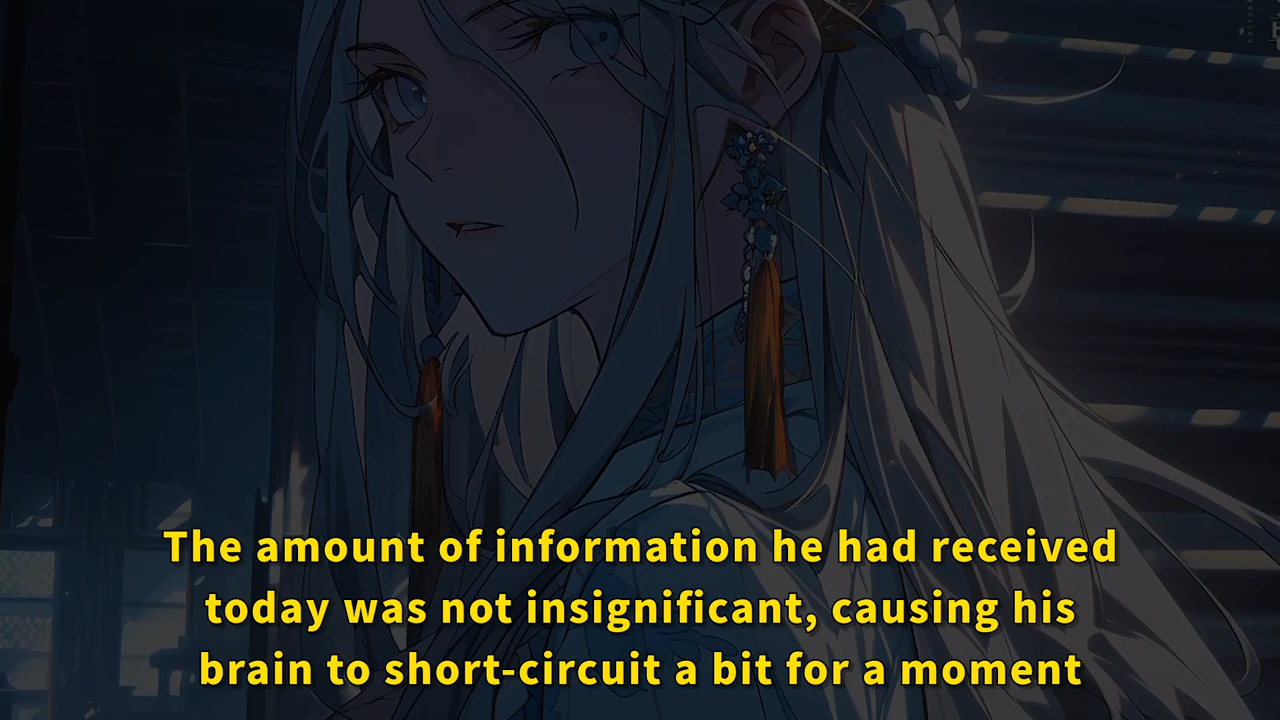 The amount of information he had received
today was not insignificant, causing his
brain to short-circuit a bit for a moment